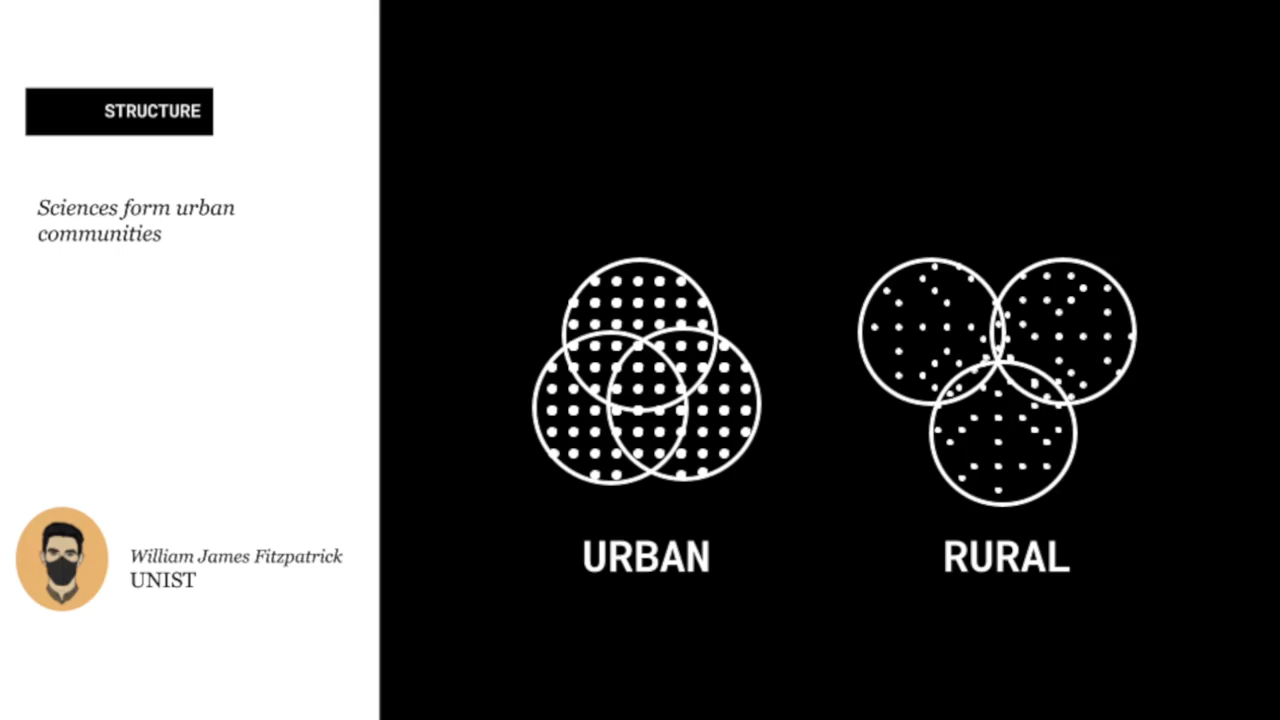 STRUCTURE
Sciences form urban
communities
William James Fitzpatrick
UNIST
URBAN
RURAL